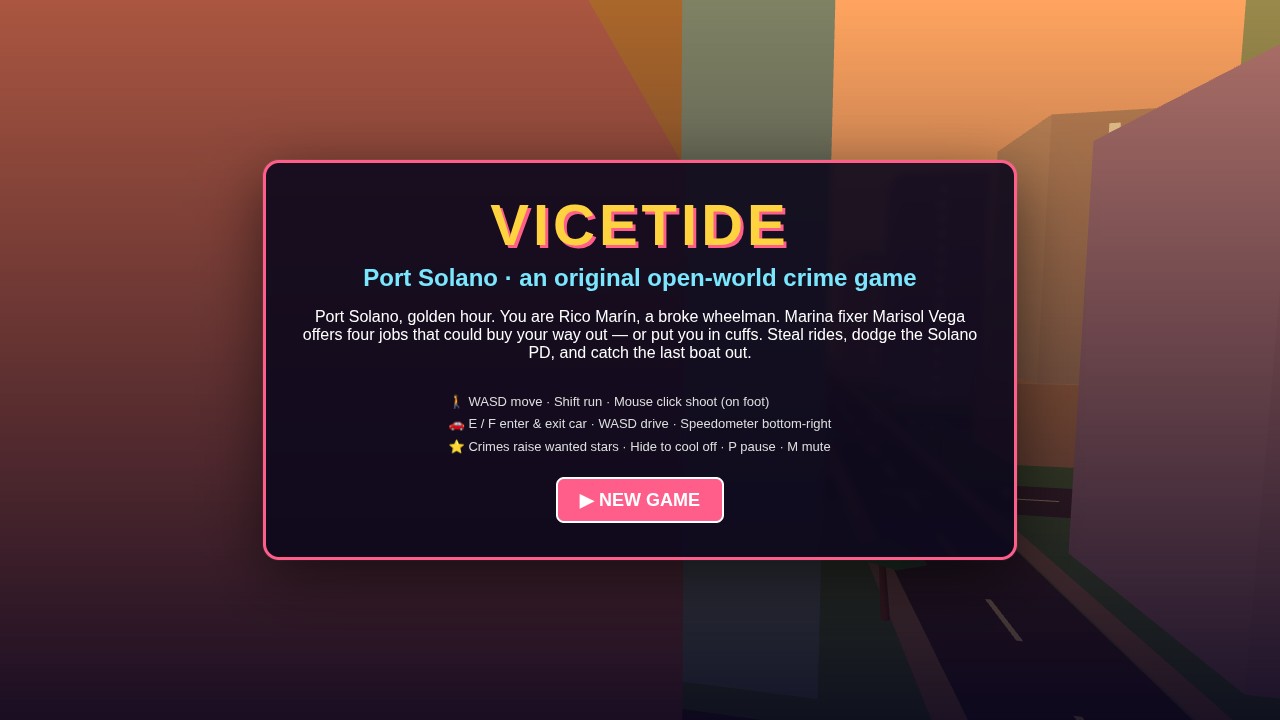 VICETIDE
Port Solano · an original open-world crime game
Port Solano, golden hour. You are Rico Marín, a broke wheelman. Marina fixer Marisol Vega
offers four jobs that could buy your way out — or put you in cuffs. Steal rides, dodge the Solano
PD, and catch the last boat out.
🚶 WASD move · Shift run · Mouse click shoot (on foot)
🚗 E / F enter & exit car · WASD drive · Speedometer bottom-right
⭐ Crimes raise wanted stars · Hide to cool off · P pause · M mute
▶ NEW GAME